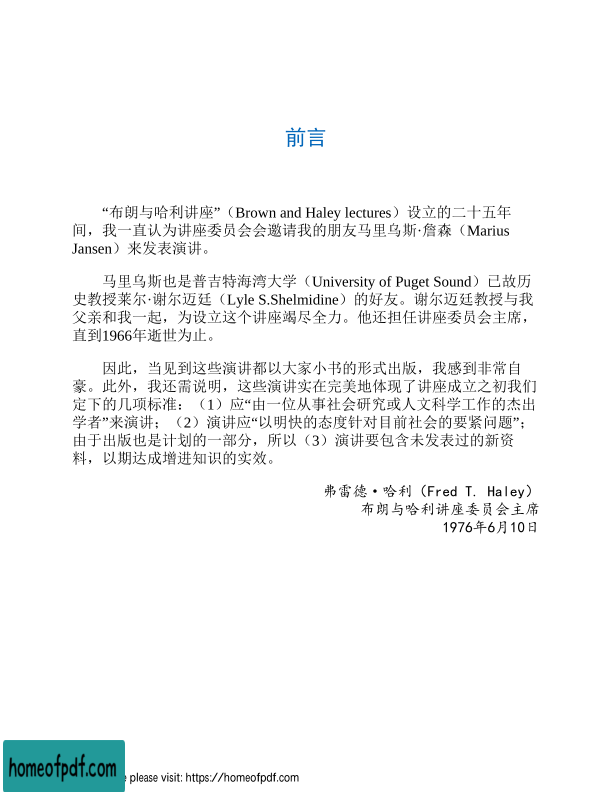 前言
“布朗与哈利讲座”（Brown and Haley lectures）设立的二十五年
间，我一直认为讲座委员会会邀请我的朋友马里乌斯·詹森（Marius
Jansen）来发表演讲。
马里乌斯也是普吉特海湾大学（University of Puget Sound）已故历
史教授莱尔·谢尔迈廷（Lyle S.Shelmidine）的好友。谢尔迈廷教授与我
父亲和我一起，为设立这个讲座竭尽全力。他还担任讲座委员会主席，
直到1966年逝世为止。
因此，当见到这些演讲都以大家小书的形式出版，我感到非常自
豪。此外，我还需说明，这些演讲实在完美地体现了讲座成立之初我们
定下的几项标准：（1）应“由一位从事社会研究或人文科学工作的杰出
学者”来演讲；（2）演讲应“以明快的态度针对目前社会的要紧问题”；
由于出版也是计划的一部分，所以（3）演讲要包含未发表过的新资
料，以期达成增进知识的实效。
弗雷德·哈利（Fred T. Haley）
布朗与哈利讲座委员会主席
1976年6月10日
homeofpdf.com
e please visit: https://homeofpdf.com